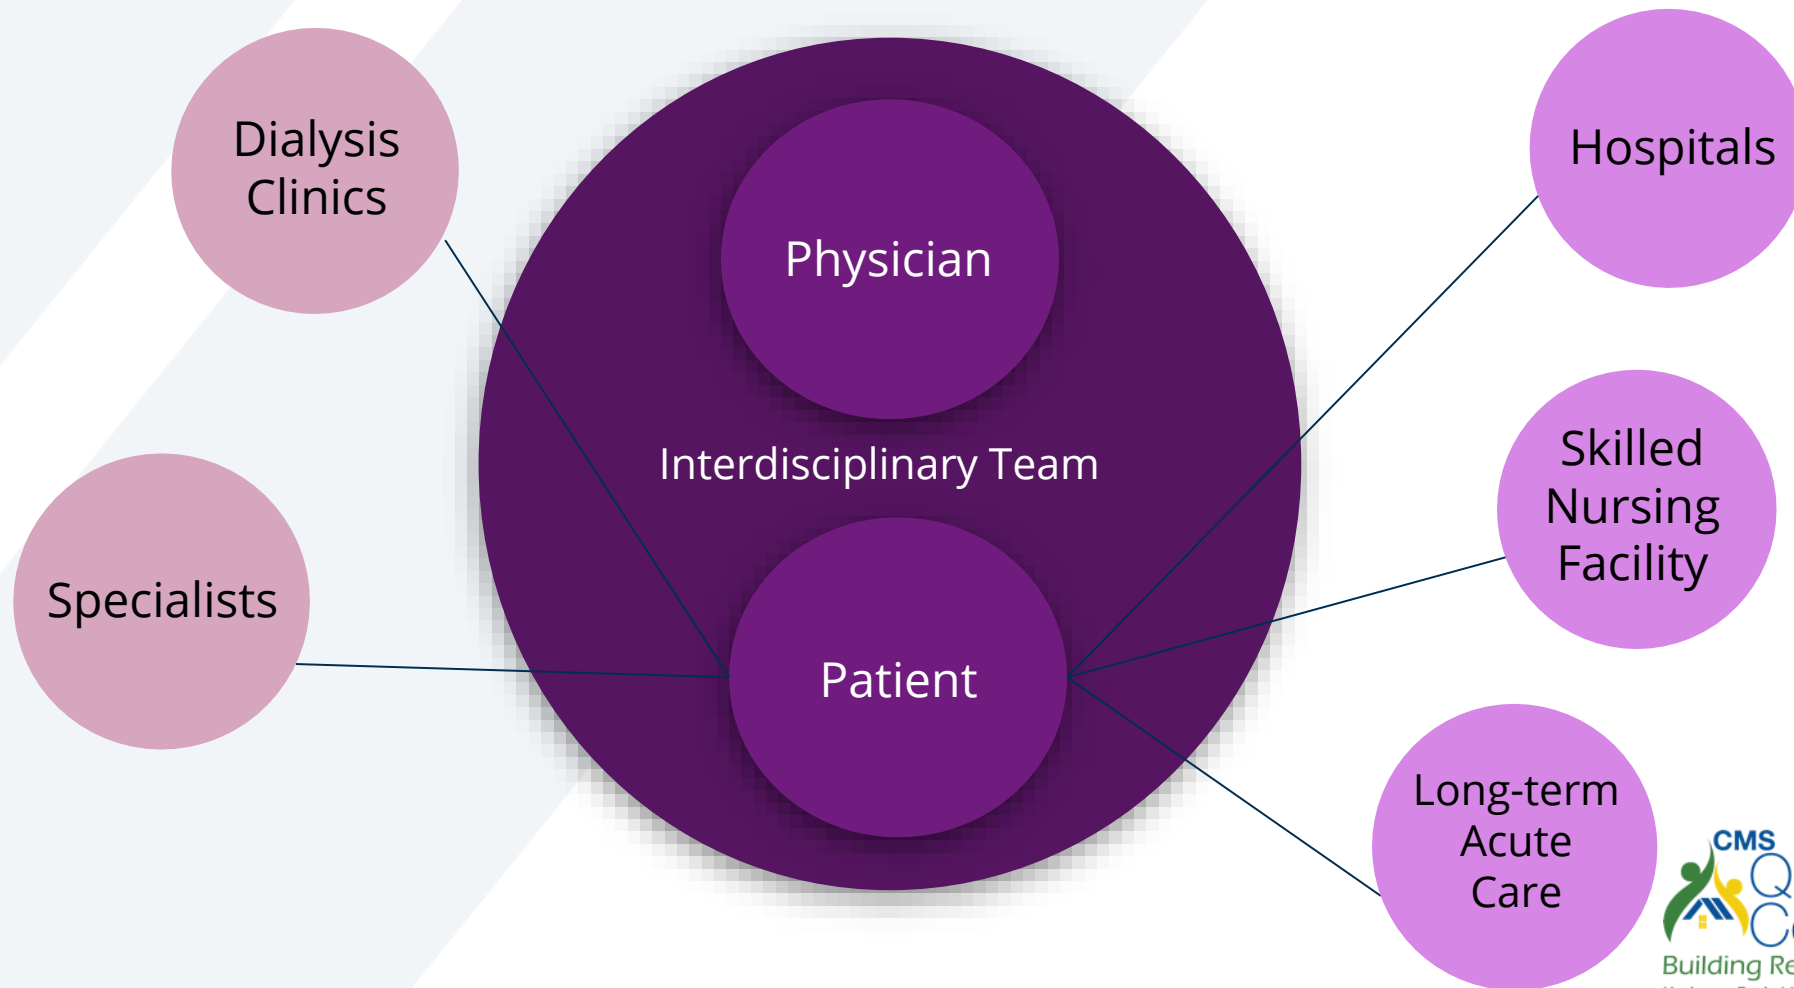 Dialysis
Clinics
Specialists
Physician
Interdisciplinary Team
Patient
Hospitals
Skilled
Nursing
Facility
Long-term
Acute
Care
CMS
Building